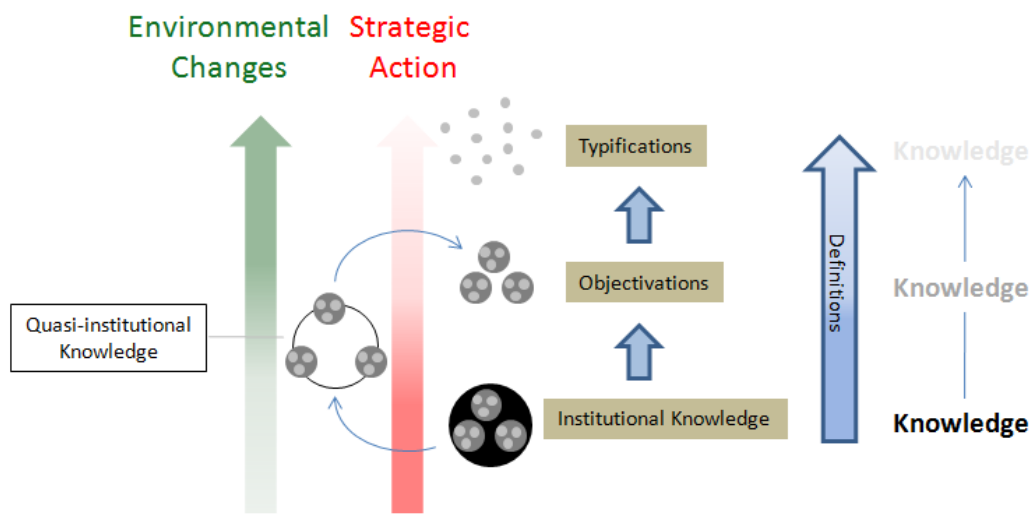 Environmental
Changes
Strategic
Action
Typifications
Knowledge
Definitions
Objectivations
Knowledge
Quasi-institutional
Knowledge
Institutional Knowledge
Knowledge